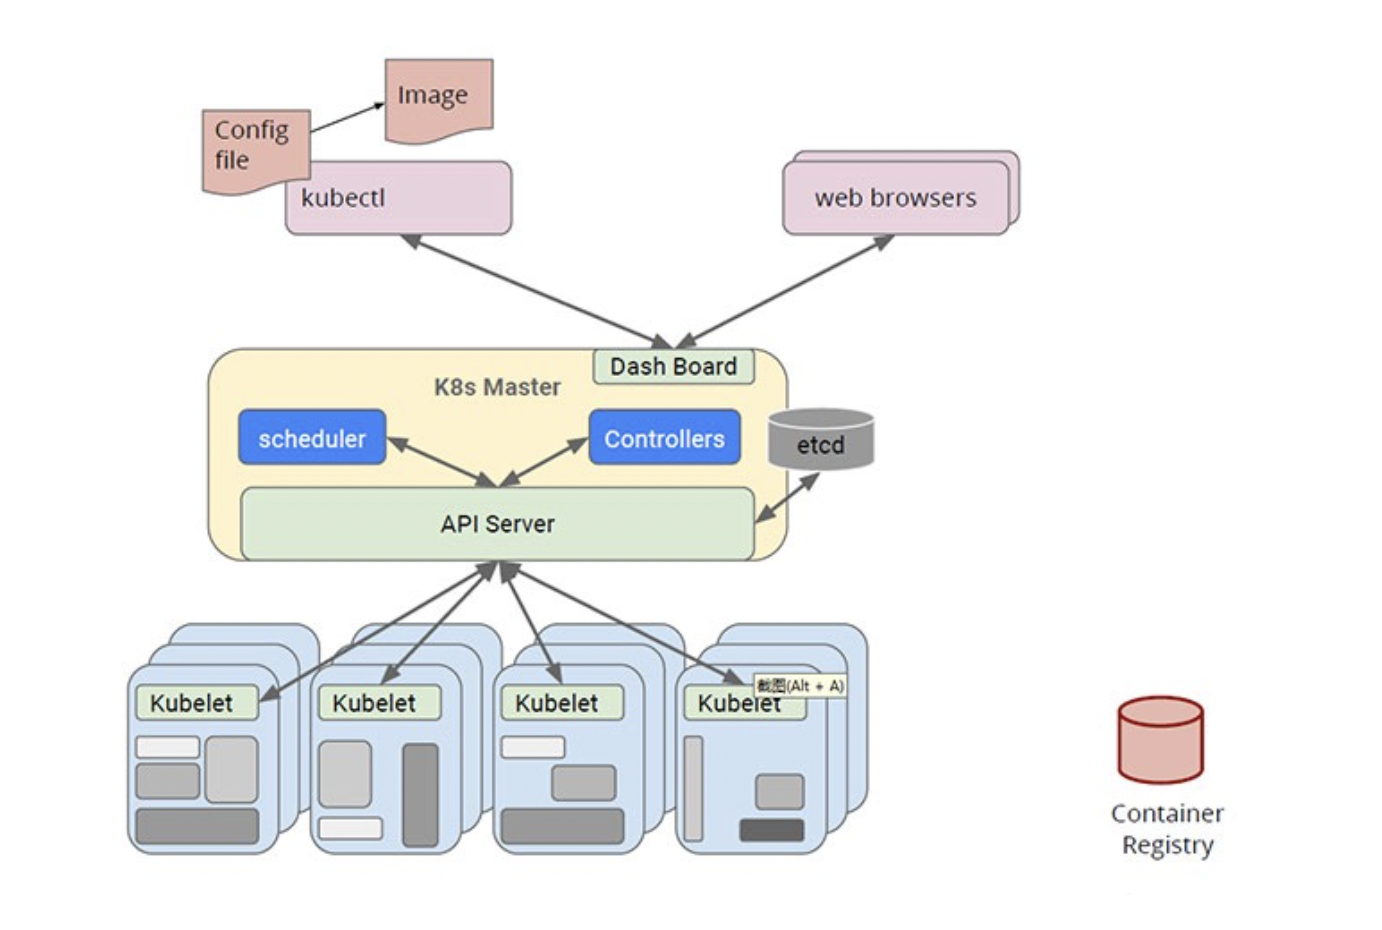 Image
Config
file
kubectl
web browsers
Dash Board
K8s Master
scheduler
Controllers
etcd
API Server
截图(Alt + A)
Kubelet
Kubelet
Kubelet
Kubelet
Container
Registry